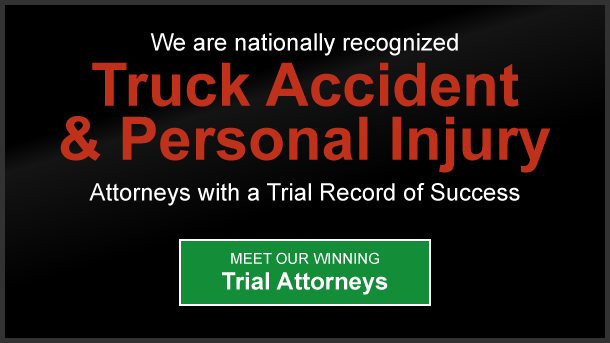 We are nationally recognized
Truck Accident
& Personal Injury
Attorneys with a Trial Record of Success
MEET OUR WINNING
Trial Attorneys